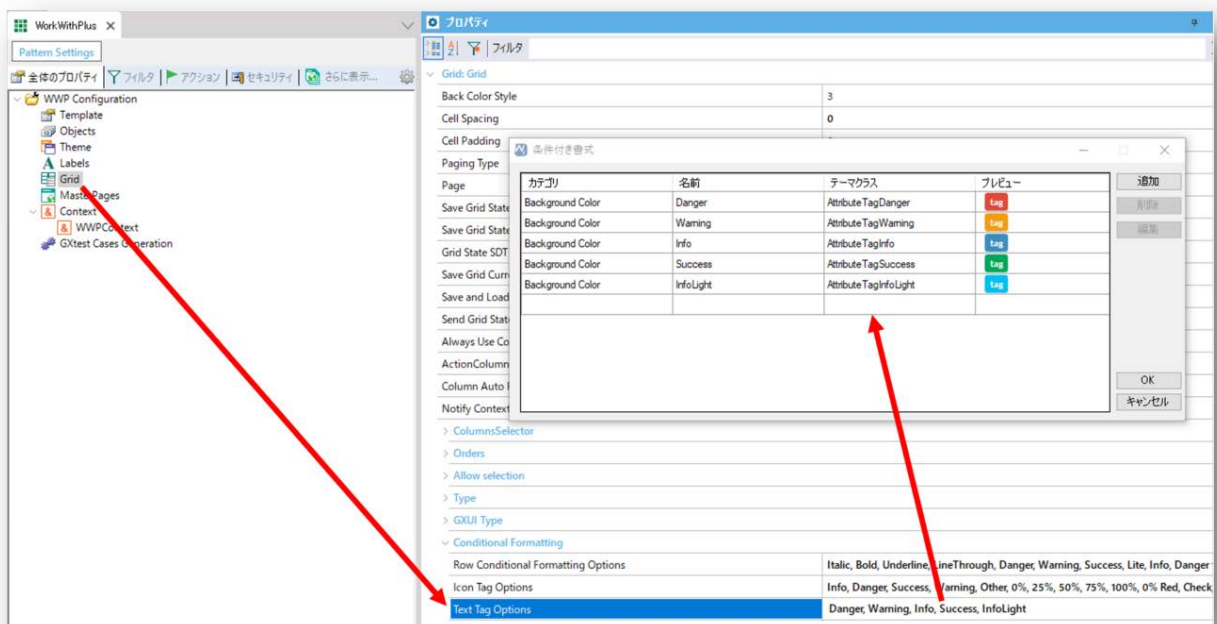 WorkWithPlus
Pattern Settings
全体のプロパティ フィルタ アクション セキュリティ さらに表示...
WWP Configuration
Template
Objects
Theme
Labels
Grid
MasterPages
Context
WWPContext
GXtest Cases Generation
プロパティ
フィルタ
Grid: Grid
Back Color Style 3
Cell Spacing 0
Cell Padding
Paging Type
Page
Save Grid State
Save Grid State
Grid State SDT
Save Grid Curr
Save and Load
Send Grid Stat
Always Use Co
ActionColumn
Column Auto
Notify Context
ColumnsSelector
Orders
Allow selection
Type
GXUI Type
Conditional Formatting
Row Conditional Formatting Options Italic, Bold, Underline, LineThrough, Danger, Warning, Success, Lite, Info, Danger
Icon Tag Options Info, Danger, Success, Warning, Other, 0%, 25%, 50%, 75%, 100%, 0% Red, Check,
Text Tag Options Danger, Warning, Info, Success, InfoLight
条件付き書式
カテゴリ 名前 テーマクラス プレビュー
Background Color Danger AttributeTagDanger tag
Background Color Warning AttributeTagWarning tag
Background Color Info AttributeTagInfo tag
Background Color Success AttributeTagSuccess tag
Background Color InfoLight AttributeTagInfoLight tag
追加
削除
編集
OK
キャンセル